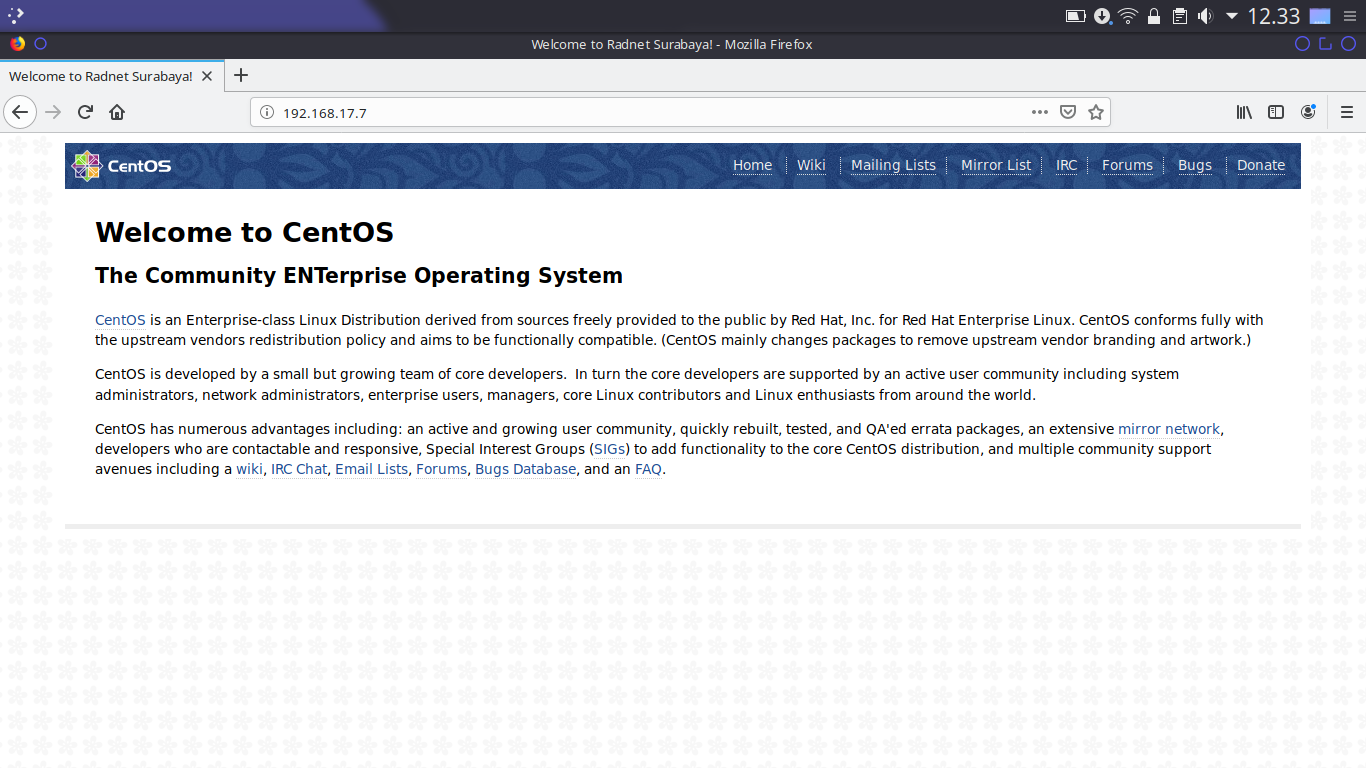 12.33
Welcome to Radnet Surabaya! - Mozilla Firefox
Welcome to Radnet Surabaya!
192.168.17.7
CentOS Home Wiki Mailing Lists Mirror List IRC Forums Bugs Donate
Welcome to CentOS
The Community ENTerprise Operating System
CentOS is an Enterprise-class Linux Distribution derived from sources freely provided to the public by Red Hat, Inc. for Red Hat Enterprise Linux. CentOS conforms fully with
the upstream vendors redistribution policy and aims to be functionally compatible. (CentOS mainly changes packages to remove upstream vendor branding and artwork.)
CentOS is developed by a small but growing team of core developers.  In turn the core developers are supported by an active user community including system
administrators, network administrators, enterprise users, managers, core Linux contributors and Linux enthusiasts from around the world.
CentOS has numerous advantages including: an active and growing user community, quickly rebuilt, tested, and QA'ed errata packages, an extensive mirror network,
developers who are contactable and responsive, Special Interest Groups (SIGs) to add functionality to the core CentOS distribution, and multiple community support
avenues including a wiki, IRC Chat, Email Lists, Forums, Bugs Database, and an FAQ.